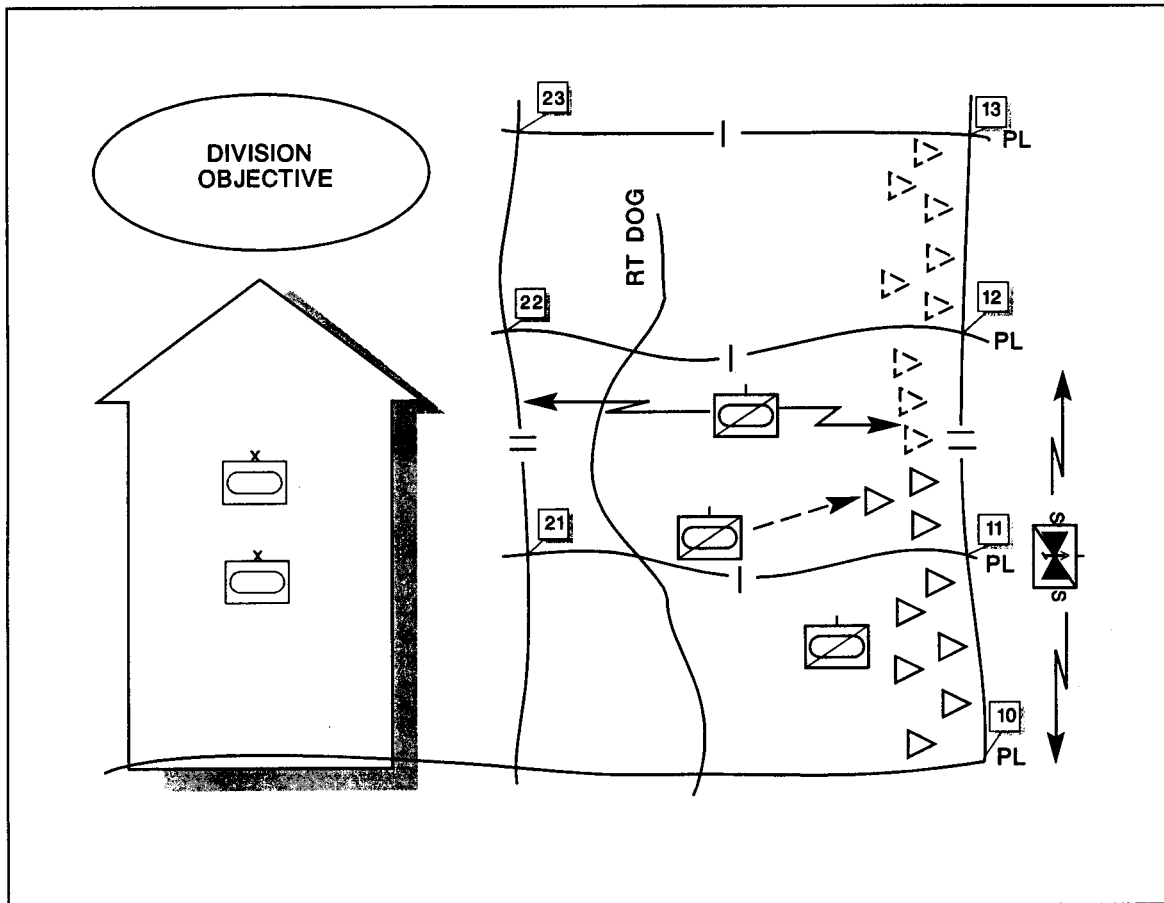 DIVISION
OBJECTIVE
23
13
PL
RT DOG
22
12
PL
X
X
21
11
PL
S
S
10
PL